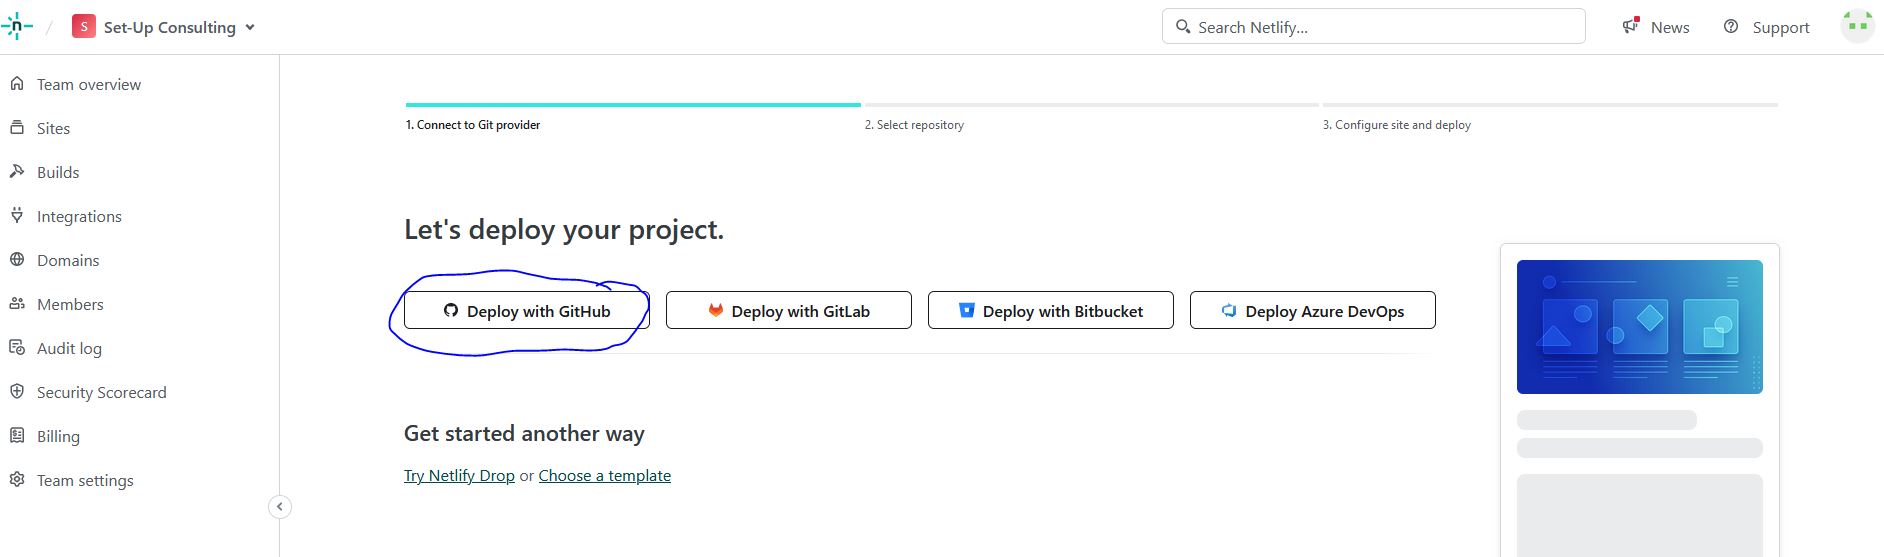 n / S Set-Up Consulting
Search Netlify...
News
Support
Team overview
Sites
Builds
Integrations
Domains
Members
Audit log
Security Scorecard
Billing
Team settings
1. Connect to Git provider
2. Select repository
3. Configure site and deploy
Let's deploy your project.
Deploy with GitHub
Deploy with GitLab
Deploy with Bitbucket
Deploy Azure DevOps
Get started another way
Try Netlify Drop or Choose a template